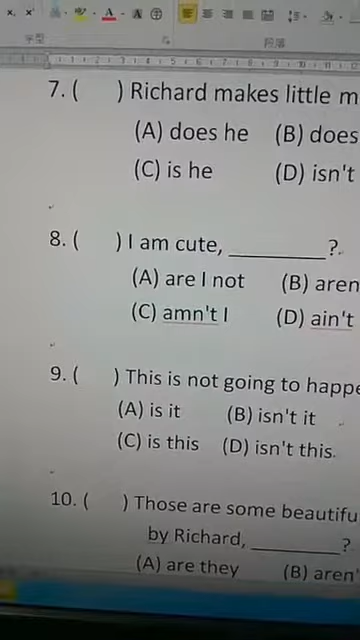 7. (      ) Richard makes little m
(A) does he   (B) does
(C) is he   (D) isn't
8. (      ) I am cute, __________?
(A) are I not   (B) aren
(C) amn't I   (D) ain't
9. (      ) This is not going to happe
(A) is it   (B) isn't it
(C) is this   (D) isn't this.
10. (      ) Those are some beautifu
by Richard, __________?
(A) are they   (B) aren'